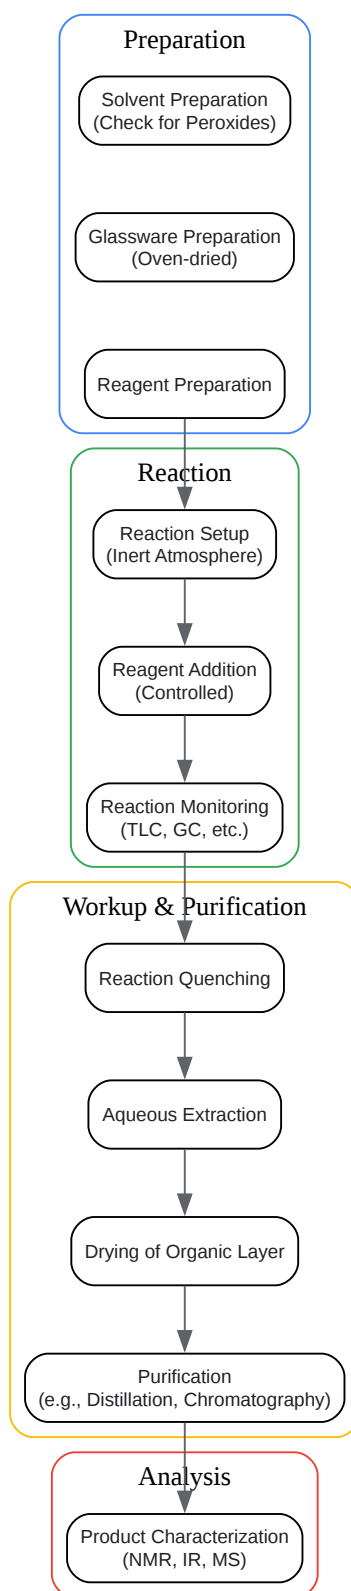 Preparation
Solvent Preparation
(Check for Peroxides)
Glassware Preparation
(Oven-dried)
Reagent Preparation
Reaction
Reaction Setup
(Inert Atmosphere)
Reagent Addition
(Controlled)
Reaction Monitoring
(TLC, GC, etc.)
Workup & Purification
Reaction Quenching
Aqueous Extraction
Drying of Organic Layer
Purification
(e.g., Distillation, Chromatography)
Analysis
Product Characterization
(NMR, IR, MS)